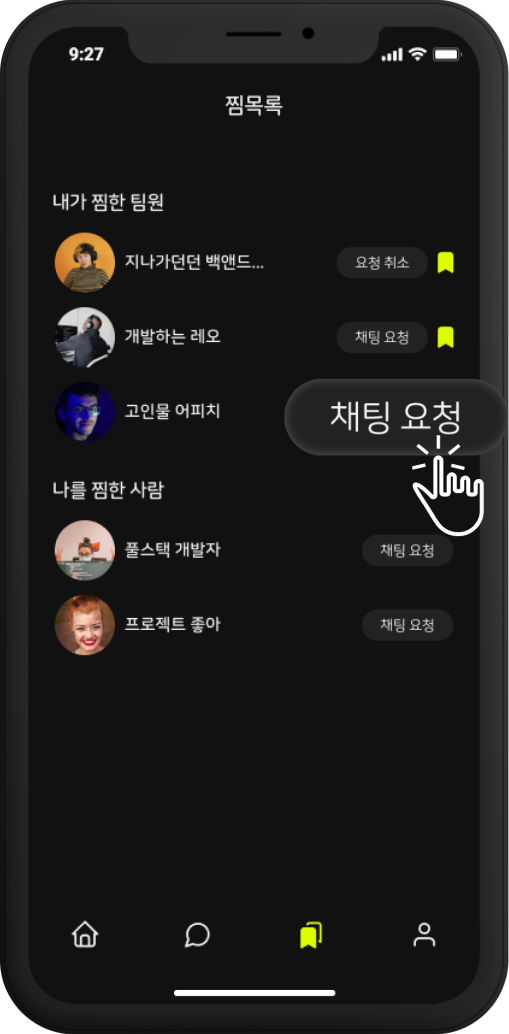 9:27
찜목록
내가 찜한 팀원
지나가던던 백앤드...
요청 취소
개발하는 레오
채팅 요청
고인물 어피치
채팅 요청
나를 찜한 사람
풀스택 개발자
채팅 요청
프로젝트 좋아
채팅 요청